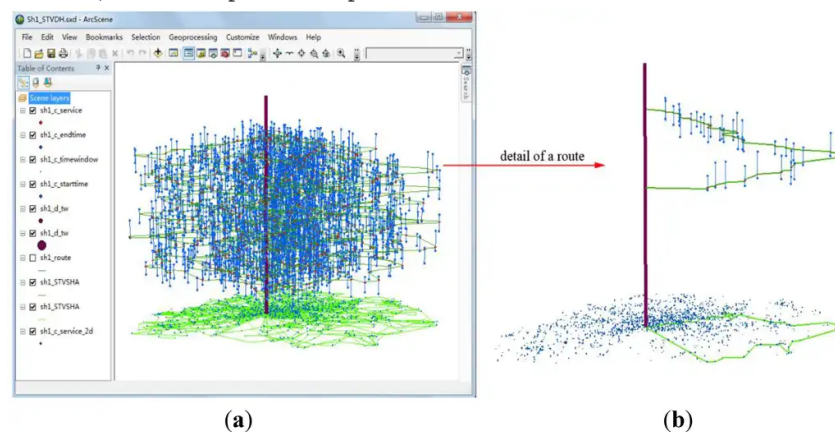 Sh1_STVDH.sxd - ArcScene
File Edit View Bookmarks Selection Geoprocessing Customize Windows Help
Table of Contents
Scene layers
sh1_c_service
sh1_c_endtime
sh1_c_timewindow
sh1_c_starttime
sh1_d_tw
sh1_d_tw
sh1_route
sh1_STVSHA
sh1_STVSHA
sh1_c_service_2d
Search
detail of a route
(a)
(b)